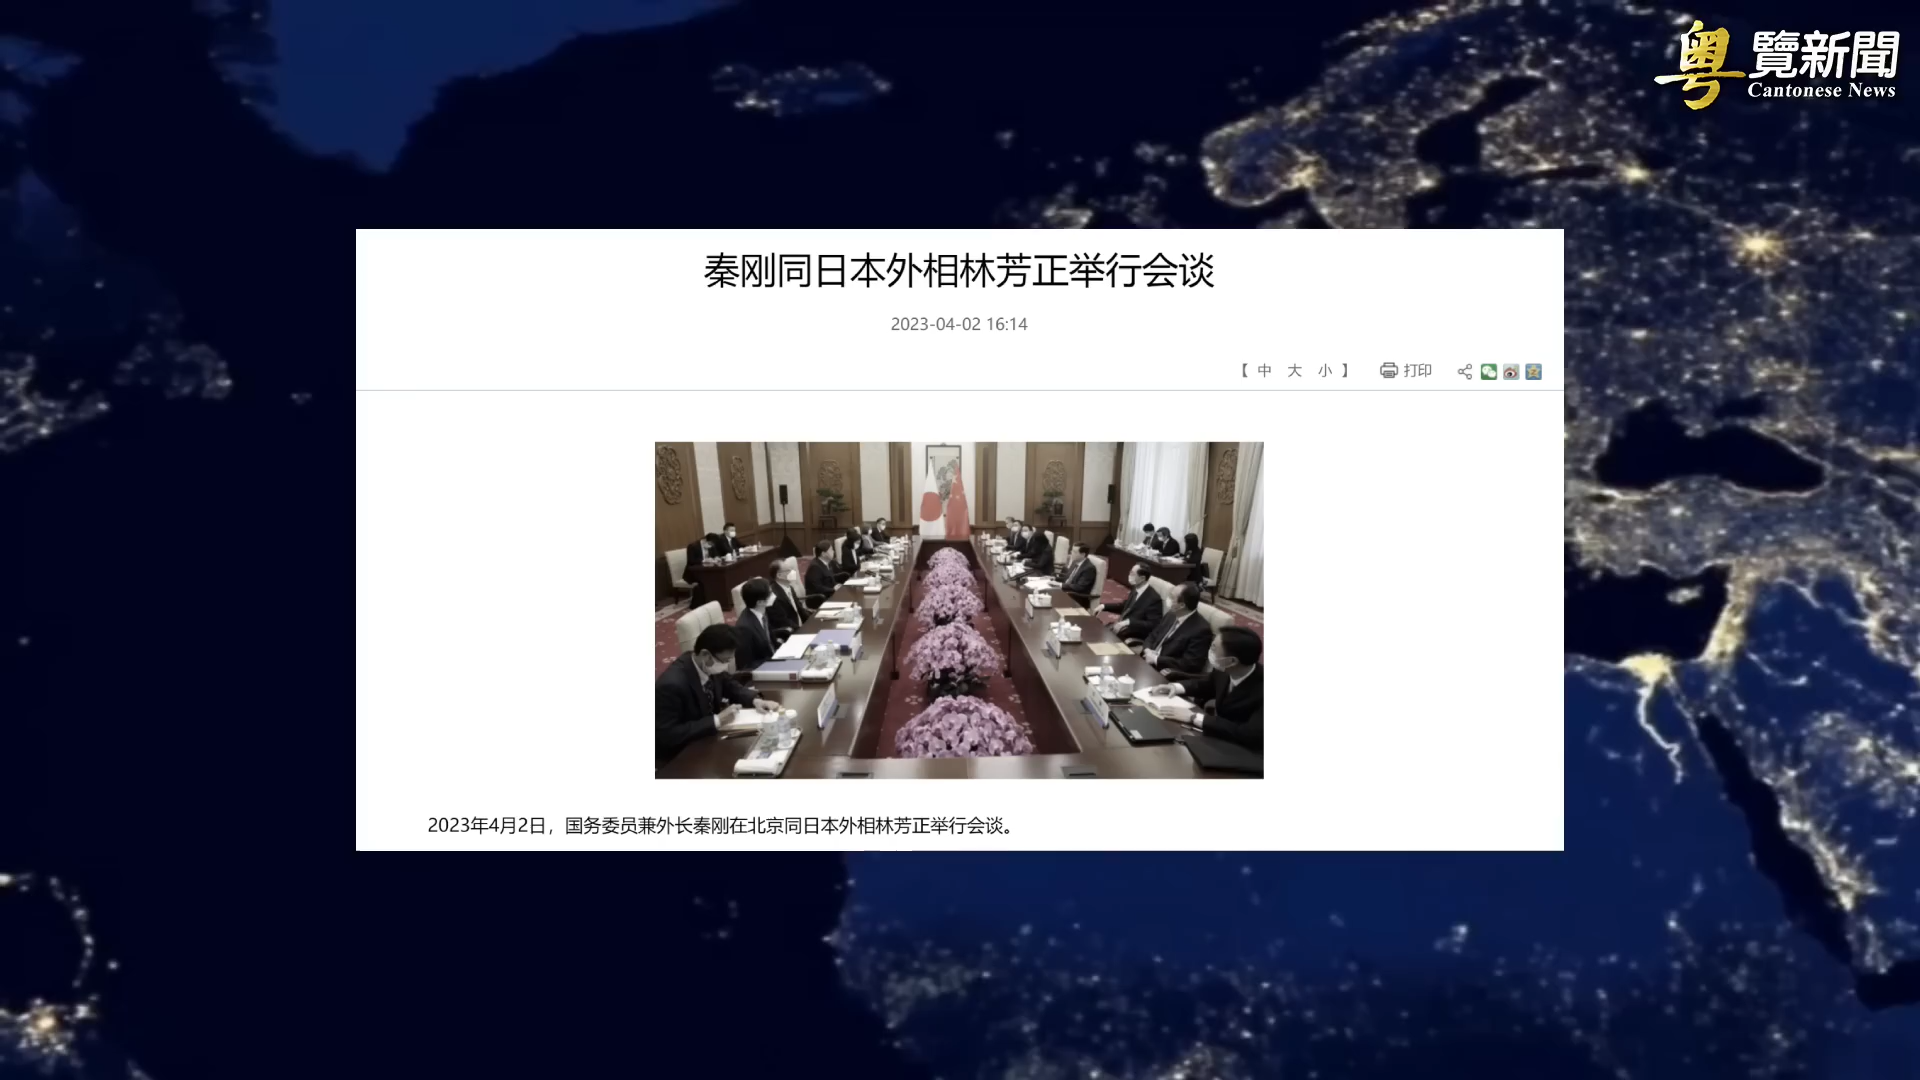 粤覽新聞
Cantonese News
秦刚同日本外相林芳正举行会谈
2023-04-02 16:14
【 中 大 小 】 打印
2023年4月2日，国务委员兼外长秦刚在北京同日本外相林芳正举行会谈。